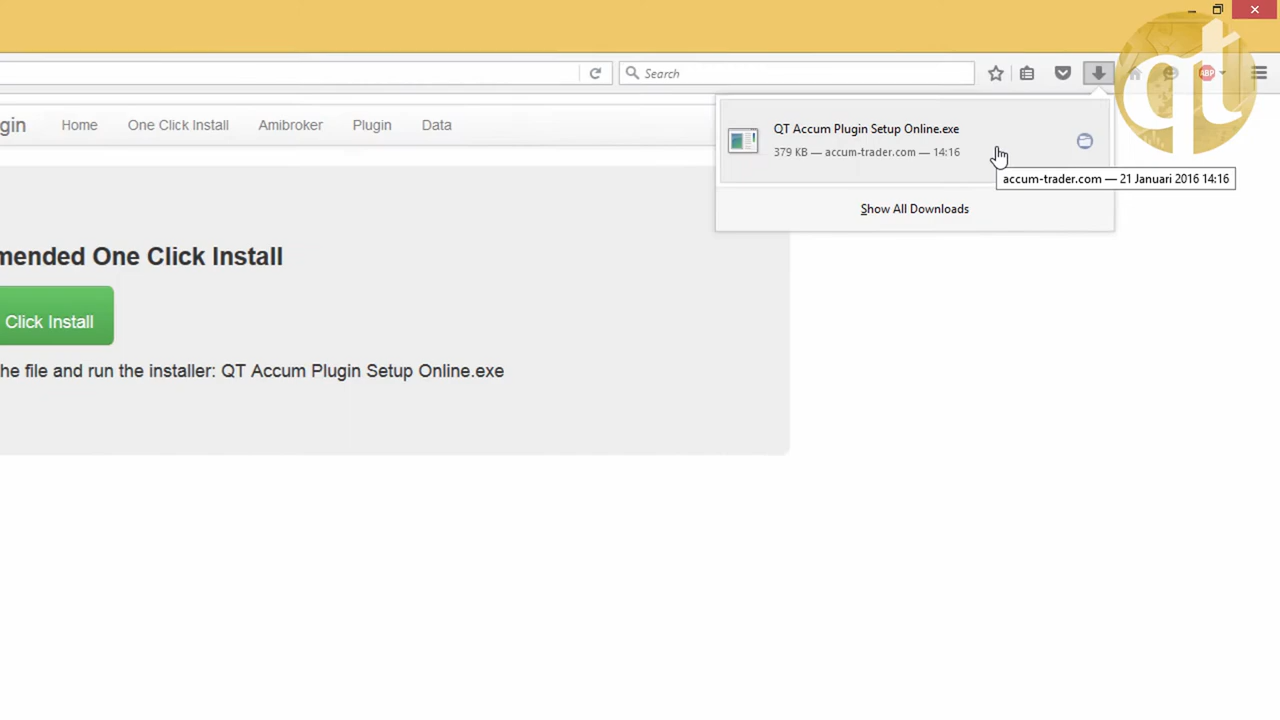 Search
qt
ABP
gin
Home
One Click Install
Amibroker
Plugin
Data
QT Accum Plugin Setup Online.exe
379 KB — accum-trader.com — 14:16
accum-trader.com — 21 Januari 2016 14:16
Show All Downloads
mended One Click Install
Click Install
he file and run the installer: QT Accum Plugin Setup Online.exe